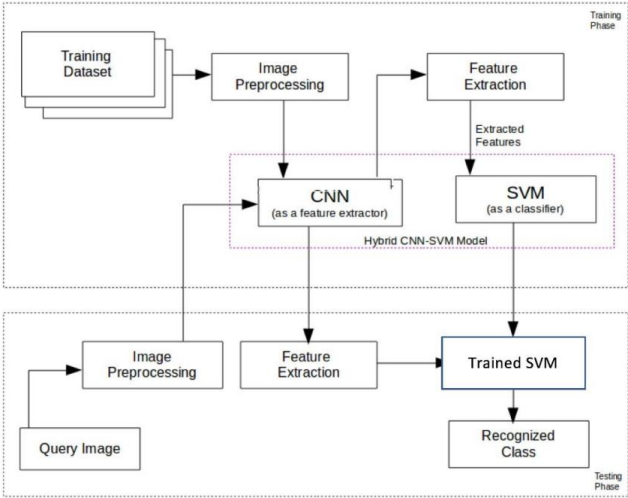 Training
Phase
Training
Dataset
Image
Preprocessing
Feature
Extraction
Extracted
Features
CNN
(as a feature extractor)
SVM
(as a classifier)
Hybrid CNN-SVM Model
Image
Preprocessing
Feature
Extraction
Trained SVM
Query Image
Recognized
Class
Testing
Phase